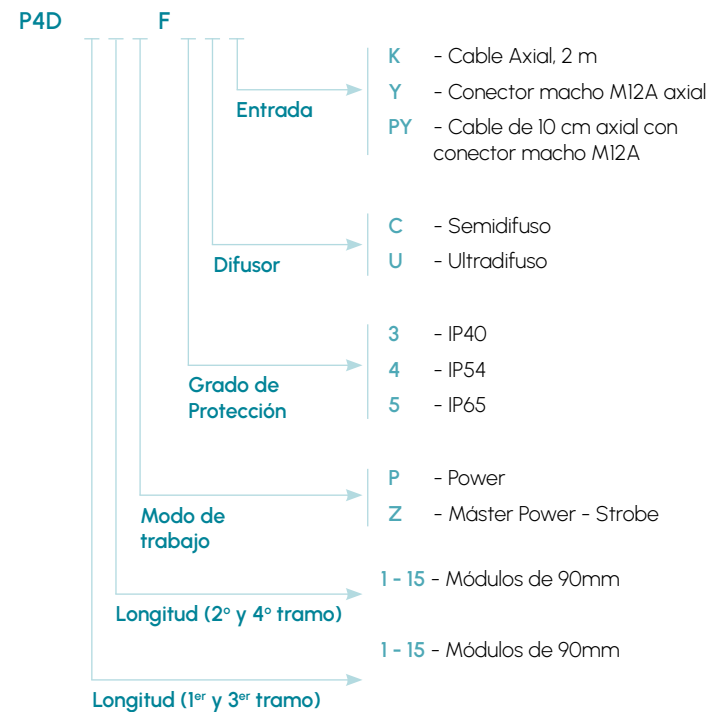 P4D F
K - Cable Axial, 2 m
Y - Conector macho M12A axial
PY - Cable de 10 cm axial con
conector macho M12A
Entrada
C - Semidifuso
U - Ultradifuso
Difusor
3 - IP40
4 - IP54
5 - IP65
Grado de
Protección
P - Power
Z - Máster Power - Strobe
Modo de
trabajo
1 - 15 - Módulos de 90mm
Longitud (2º y 4º tramo)
1 - 15 - Módulos de 90mm
Longitud (1er y 3er tramo)